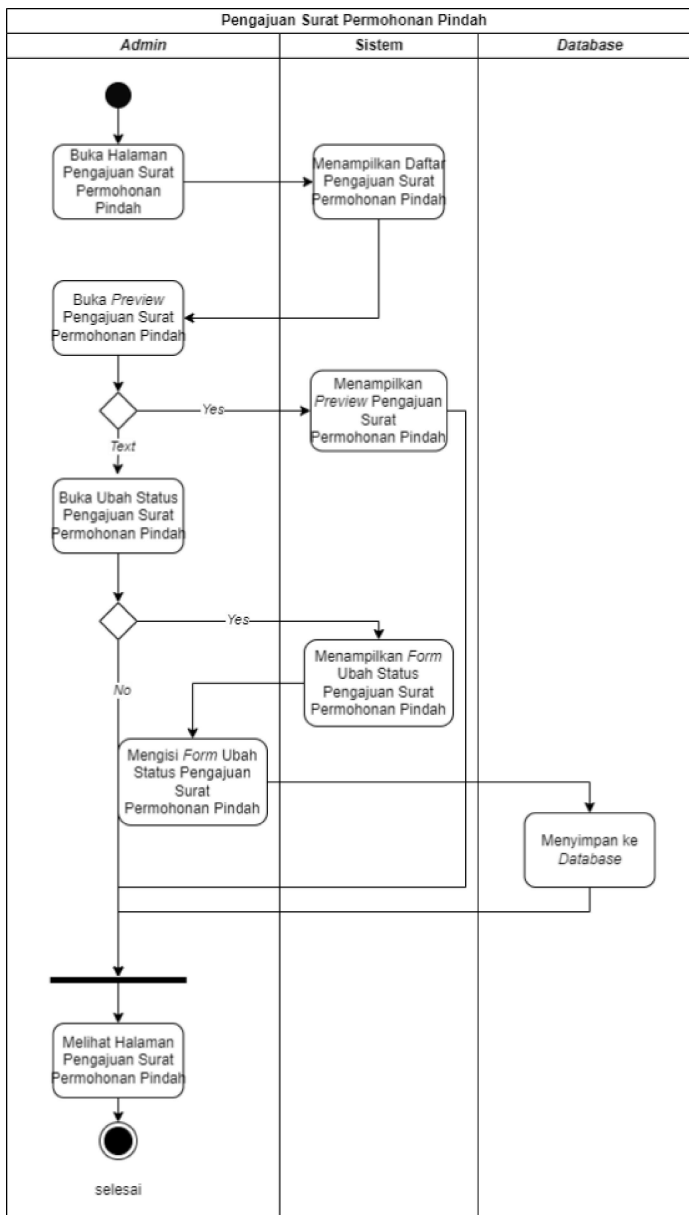 Pengajuan Surat Permohonan Pindah
Admin
Sistem
Database
Buka Halaman
Pengajuan Surat
Permohonan
Pindah
Menampilkan Daftar
Pengajuan Surat
Permohonan Pindah
Buka Preview
Pengajuan Surat
Permohonan Pindah
Yes
Menampilkan
Preview Pengajuan
Surat
Permohonan Pindah
Text
Buka Ubah Status
Pengajuan Surat
Permohonan Pindah
Yes
Menampilkan Form
Ubah Status
Pengajuan Surat
Permohonan Pindah
No
Mengisi Form Ubah
Status Pengajuan
Surat
Permohonan Pindah
Menyimpan ke
Database
Melihat Halaman
Pengajuan Surat
Permohonan Pindah
selesai